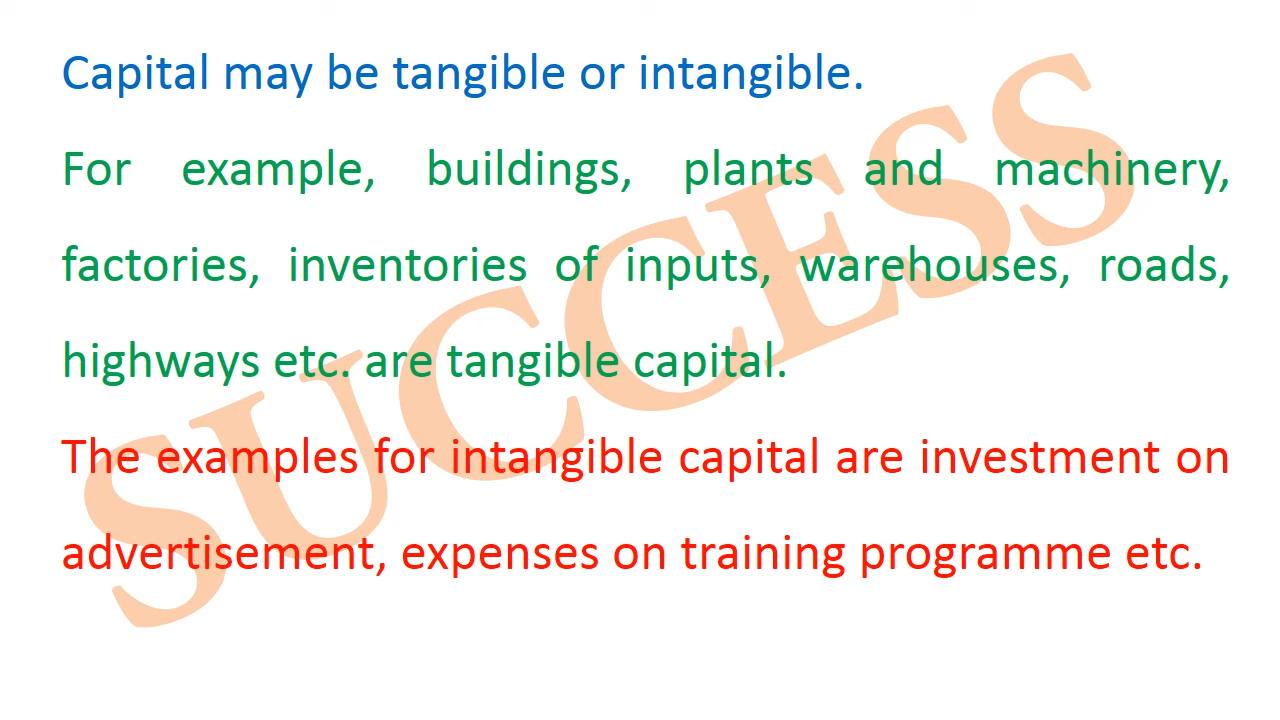 Capital may be tangible or intangible.
For example, buildings, plants and machinery,
factories, inventories of inputs, warehouses, roads,
highways etc. are tangible capital.
The examples for intangible capital are investment on
advertisement, expenses on training programme etc.
SUCCESS